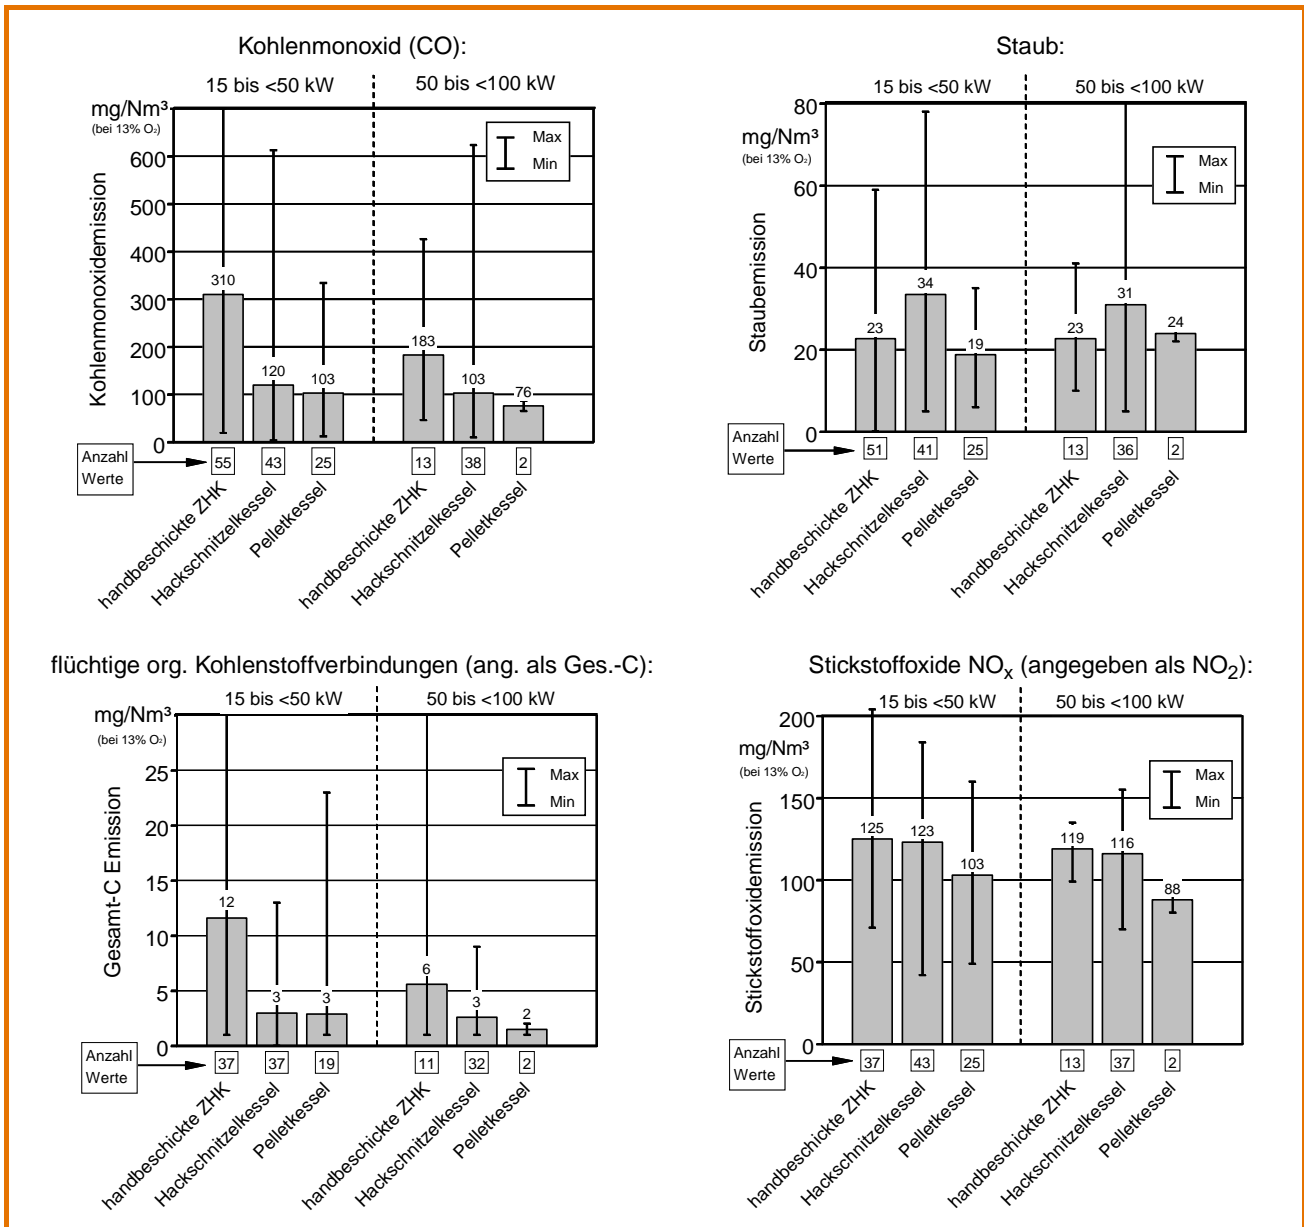 Kohlenmonoxid (CO):
15 bis <50 kW
50 bis <100 kW
mg/Nm³
(bei 13% O₂)
Max
Min
600
500
400
300
200
100
0
Kohlenmonoxidemission
310
120
103
183
103
76
Anzahl
Werte
55
43
25
13
38
2
handbeschickte ZHK
Hackschnitzelkessel
Pelletkessel
handbeschickte ZHK
Hackschnitzelkessel
Pelletkessel
Staub:
15 bis <50 kW
50 bis <100 kW
80
mg/Nm³
(bei 13% O₂)
Max
Min
60
40
20
0
Staubemission
23
34
19
23
31
24
Anzahl
Werte
51
41
25
13
36
2
handbeschickte ZHK
Hackschnitzelkessel
Pelletkessel
handbeschickte ZHK
Hackschnitzelkessel
Pelletkessel
flüchtige org. Kohlenstoffverbindungen (ang. als Ges.-C):
15 bis <50 kW
50 bis <100 kW
mg/Nm³
(bei 13% O₂)
Max
Min
25
20
15
10
5
0
Gesamt-C Emission
12
3
3
6
3
2
Anzahl
Werte
37
37
19
11
32
2
handbeschickte ZHK
Hackschnitzelkessel
Pelletkessel
handbeschickte ZHK
Hackschnitzelkessel
Pelletkessel
Stickstoffoxide NOₓ (angegeben als NO₂):
15 bis <50 kW
50 bis <100 kW
200
mg/Nm³
(bei 13% O₂)
Max
Min
150
100
50
0
Stickstoffoxidemission
125
123
103
119
116
88
Anzahl
Werte
37
43
25
13
37
2
handbeschickte ZHK
Hackschnitzelkessel
Pelletkessel
handbeschickte ZHK
Hackschnitzelkessel
Pelletkessel